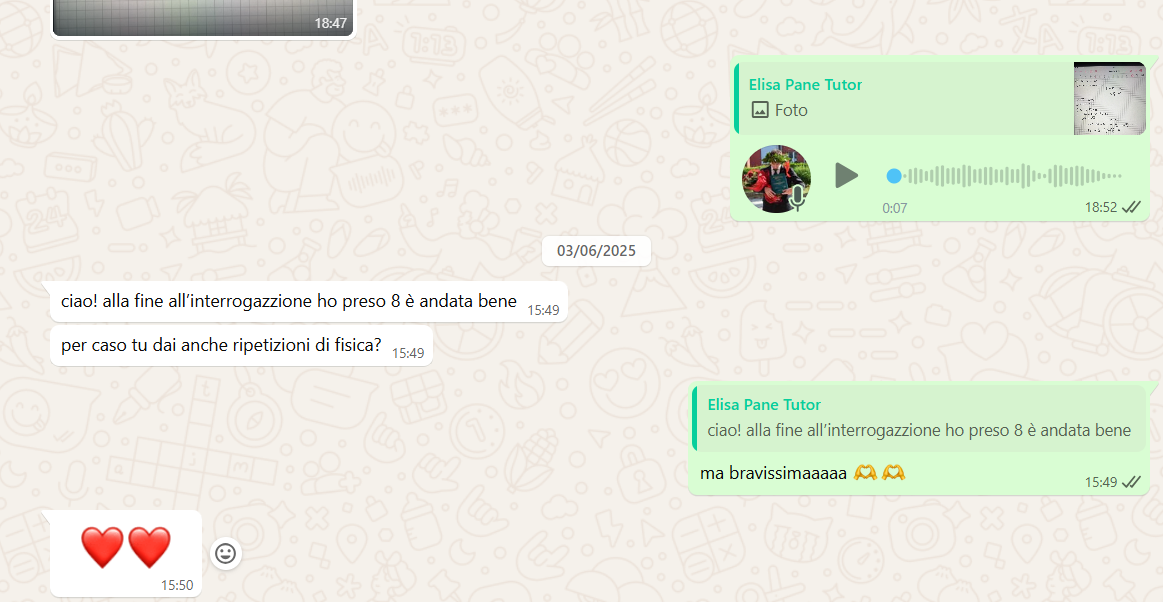 18:47
Elisa Pane Tutor
Foto
0:07
18:52
03/06/2025
ciao! alla fine all’interrogazzione ho preso 8 è andata bene
15:49
per caso tu dai anche ripetizioni di fisica?
15:49
Elisa Pane Tutor
ciao! alla fine all’interrogazzione ho preso 8 è andata bene
ma bravissimaaaaa 🫶🫶
15:49
❤️❤️
15:50